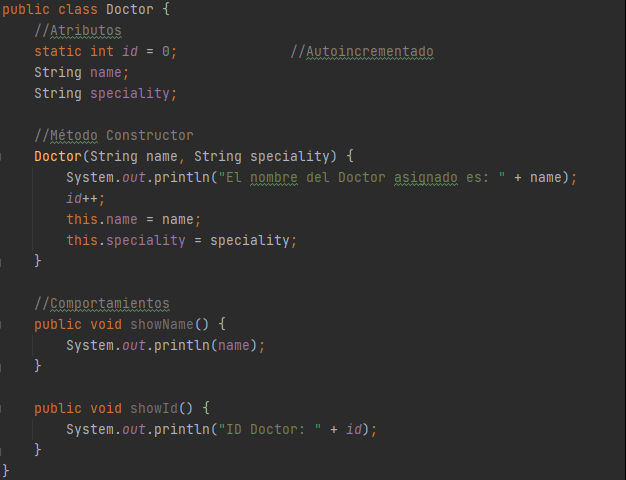 public class Doctor {
//Atributos
static int id = 0; //Autoincrementado
String name;
String speciality;
//Método Constructor
Doctor(String name, String speciality) {
System.out.println("El nombre del Doctor asignado es: " + name);
id++;
this.name = name;
this.speciality = speciality;
}
//Comportamientos
public void showName() {
System.out.println(name);
}
public void showId() {
System.out.println("ID Doctor: " + id);
}
}